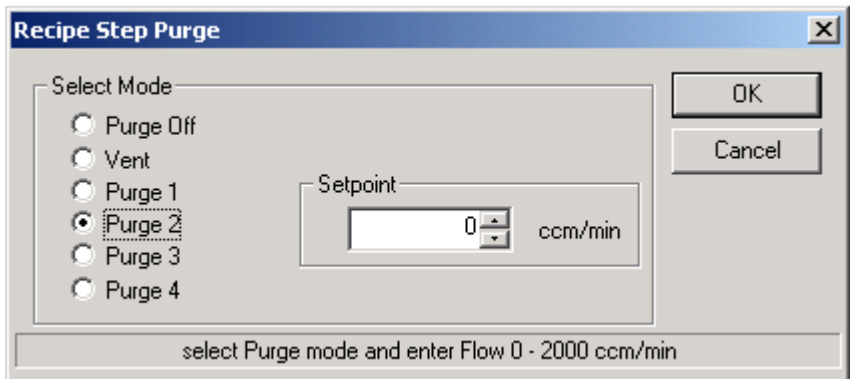 Recipe Step Purge
Select Mode
Purge Off
Vent
Purge 1
Purge 2
Purge 3
Purge 4
Setpoint
0 ccm/min
OK
Cancel
select Purge mode and enter Flow 0 - 2000 ccm/min